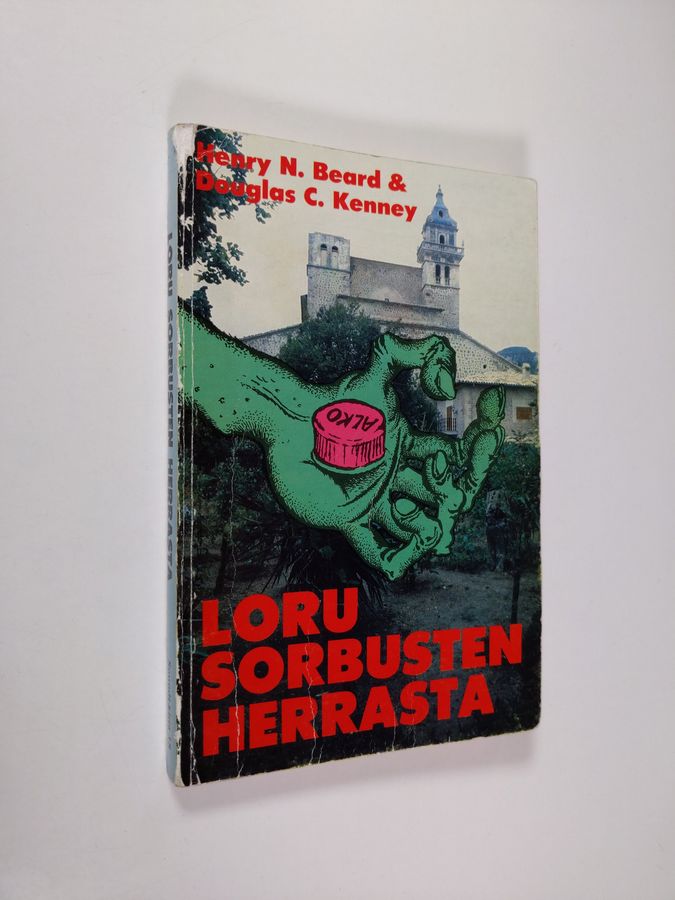 Henry N. Beard &
Douglas C. Kenney
ALKO
LORU
SORBUSTEN
HERRASTA
LORU SORBUSTEN HERRASTA